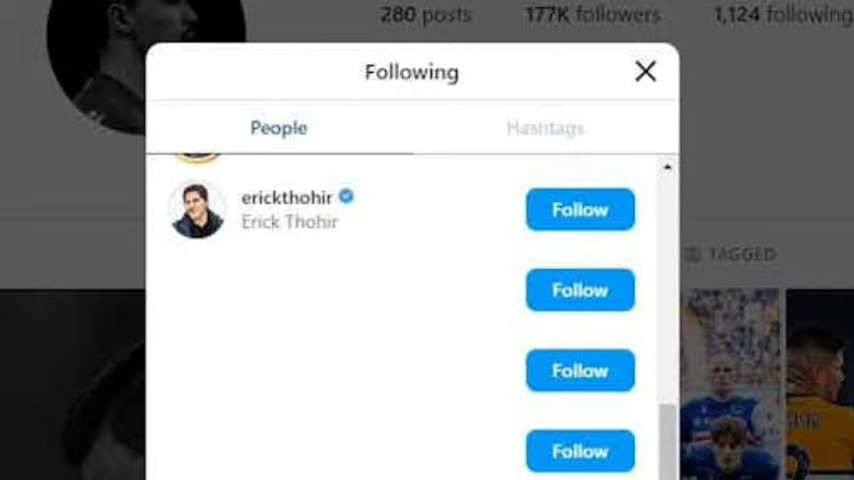 280 posts 177K followers 1,124 following
Following
People Hashtags
erickthohir
Erick Thohir
Follow
Follow
Follow
Follow
TAGGED